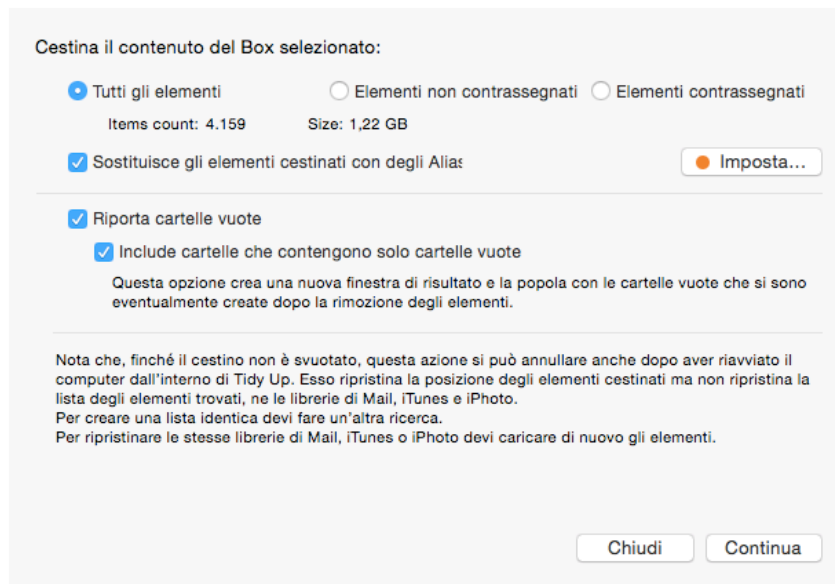 Cestina il contenuto del Box selezionato:
Tutti gli elementi Elementi non contrassegnati Elementi contrassegnati
Items count: 4.159 Size: 1,22 GB
Sostituisce gli elementi cestinati con degli Alias Imposta...
Riporta cartelle vuote
Include cartelle che contengono solo cartelle vuote
Questa opzione crea una nuova finestra di risultato e la popola con le cartelle vuote che si sono
eventualmente create dopo la rimozione degli elementi.
Nota che, finché il cestino non è svuotato, questa azione si può annullare anche dopo aver riavviato il
computer dall'interno di Tidy Up. Esso ripristina la posizione degli elementi cestinati ma non ripristina la
lista degli elementi trovati, ne le librerie di Mail, iTunes e iPhoto.
Per creare una lista identica devi fare un'altra ricerca.
Per ripristinare le stesse librerie di Mail, iTunes o iPhoto devi caricare di nuovo gli elementi.
Chiudi Continua